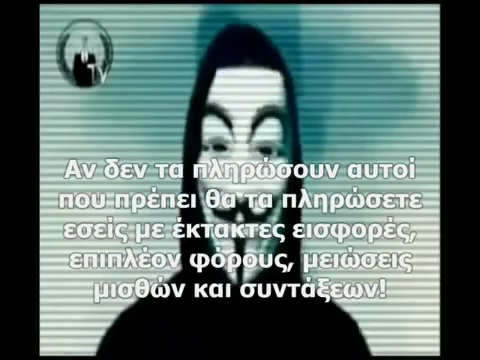 TV
Αν δεν τα πληρώσουν αυτοί
που πρέπει θα τα πληρώσετε
εσείς με έκτακτες εισφορές,
επιπλέον φόρους, μειώσεις
μισθών και συντάξεων!